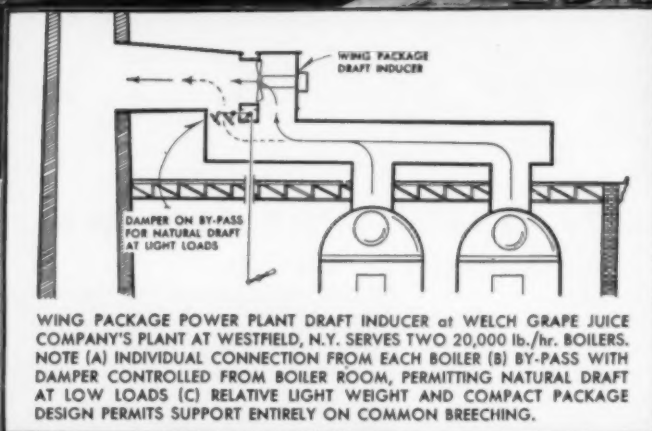 WING PACKAGE
DRAFT INDUCER
DAMPER ON BY-PASS
FOR NATURAL DRAFT
AT LIGHT LOADS
WING PACKAGE POWER PLANT DRAFT INDUCER at WELCH GRAPE JUICE
COMPANY'S PLANT AT WESTFIELD, N.Y. SERVES TWO 20,000 lb./hr. BOILERS.
NOTE (A) INDIVIDUAL CONNECTION FROM EACH BOILER (B) BY-PASS WITH
DAMPER CONTROLLED FROM BOILER ROOM, PERMITTING NATURAL DRAFT
AT LOW LOADS (C) RELATIVE LIGHT WEIGHT AND COMPACT PACKAGE
DESIGN PERMITS SUPPORT ENTIRELY ON COMMON BREECHING.